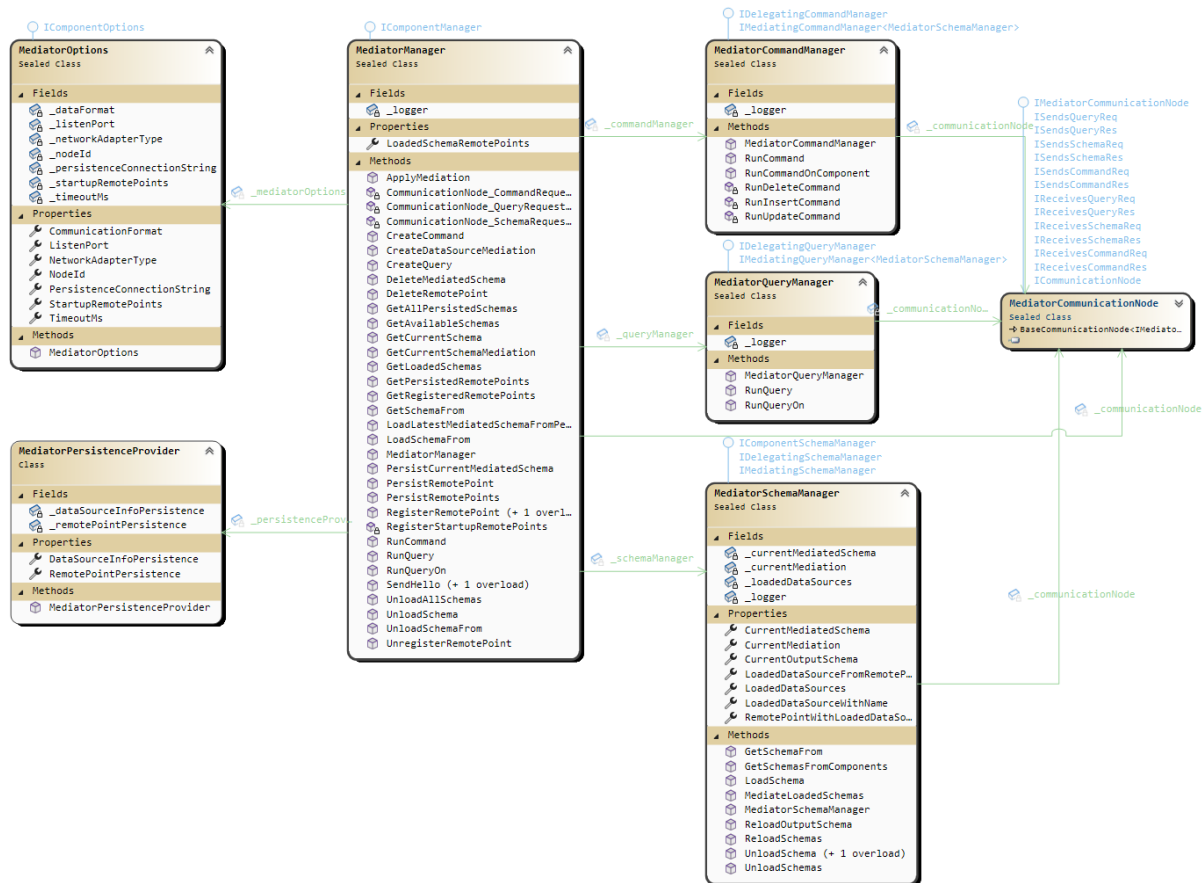 IComponentOptions
MediatorOptions
Sealed Class
Fields
_dataFormat
_listenPort
_networkAdapterType
_nodeId
_persistenceConnectionString
_startupRemotePoints
_timeoutMs
Properties
CommunicationFormat
ListenPort
NetworkAdapterType
NodeId
PersistenceConnectionString
StartupRemotePoints
TimeoutMs
Methods
MediatorOptions
MediatorPersistenceProvider
Class
Fields
_dataSourceInfoPersistence
_remotePointPersistence
Properties
DataSourceInfoPersistence
RemotePointPersistence
Methods
MediatorPersistenceProvider
_mediatorOptions
_persistenceProv
IComponentManager
MediatorManager
Sealed Class
Fields
_logger
Properties
LoadedSchemaRemotePoints
Methods
ApplyMediation
CommunicationNode_CommandReque...
CommunicationNode_QueryRequest...
CommunicationNode_SchemaReques...
CreateCommand
CreateDataSourceMediation
CreateQuery
DeleteMediatedSchema
DeleteRemotePoint
GetAllPersistedSchemas
GetAvailableSchemas
GetCurrentSchema
GetCurrentSchemaMediation
GetLoadedSchemas
GetPersistedRemotePoints
GetRegisteredRemotePoints
GetSchemaFrom
LoadLatestMediatedSchemaFromPe...
LoadSchemaFrom
MediatorManager
PersistCurrentMediatedSchema
PersistRemotePoint
PersistRemotePoints
RegisterRemotePoint (+ 1 overl...
RegisterStartupRemotePoints
RunCommand
RunQuery
RunQueryOn
SendHello (+ 1 overload)
UnloadAllSchemas
UnloadSchema
UnloadSchemaFrom
UnregisterRemotePoint
_commandManager
_queryManager
_schemaManager
IDelegatingCommandManager
IMediatingCommandManager<MediatorSchemaManager>
MediatorCommandManager
Sealed Class
Fields
_logger
Methods
MediatorCommandManager
RunCommand
RunCommandOnComponent
RunDeleteCommand
RunInsertCommand
RunUpdateCommand
IDelegatingQueryManager
IMediatingQueryManager<MediatorSchemaManager>
MediatorQueryManager
Sealed Class
Fields
_logger
Methods
MediatorQueryManager
RunQuery
RunQueryOn
IComponentSchemaManager
IDelegatingSchemaManager
IMediatingSchemaManager
MediatorSchemaManager
Sealed Class
Fields
_currentMediatedSchema
_currentMediation
_loadedDataSources
_logger
Properties
CurrentMediatedSchema
CurrentMediation
CurrentOutputSchema
LoadedDataSourceFromRemoteP...
LoadedDataSources
LoadedDataSourceWithName
RemotePointWithLoadedDataSo...
Methods
GetSchemaFrom
GetSchemasFromComponents
LoadSchema
MediateLoadedSchemas
MediatorSchemaManager
ReloadOutputSchema
ReloadSchemas
UnloadSchema (+ 1 overload)
UnloadSchemas
_communicationNode
_communicationNo...
_communicationNode
_communicationNode
IMediatorCommunicationNode
ISendsQueryReq
ISendsQueryRes
ISendsSchemaReq
ISendsSchemaRes
ISendsCommandReq
ISendsCommandRes
IReceivesQueryReq
IReceivesQueryRes
IReceivesSchemaReq
IReceivesSchemaRes
IReceivesCommandReq
IReceivesCommandRes
ICommunicationNode
MediatorCommunicationNode
Sealed Class
BaseCommunicationNode<IMediato...